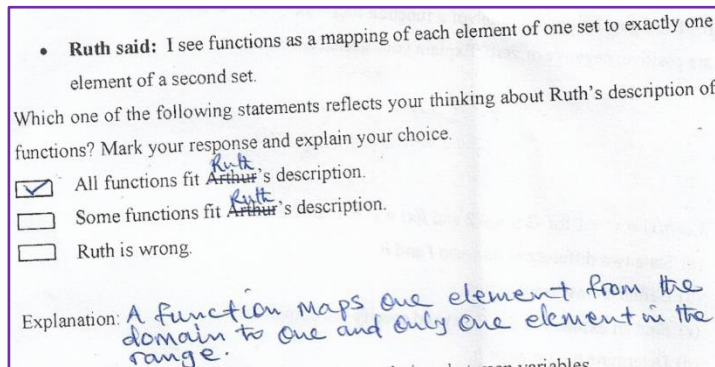 • Ruth said: I see functions as a mapping of each element of one set to exactly one
element of a second set.
Which one of the following statements reflects your thinking about Ruth's description of
functions? Mark your response and explain your choice.
Ruth
All functions fit Arthur's description.
Ruth
Some functions fit Arthur's description.
Ruth is wrong.
Explanation: A function maps one element from the
domain to one and only one element in the
range.
between variables.